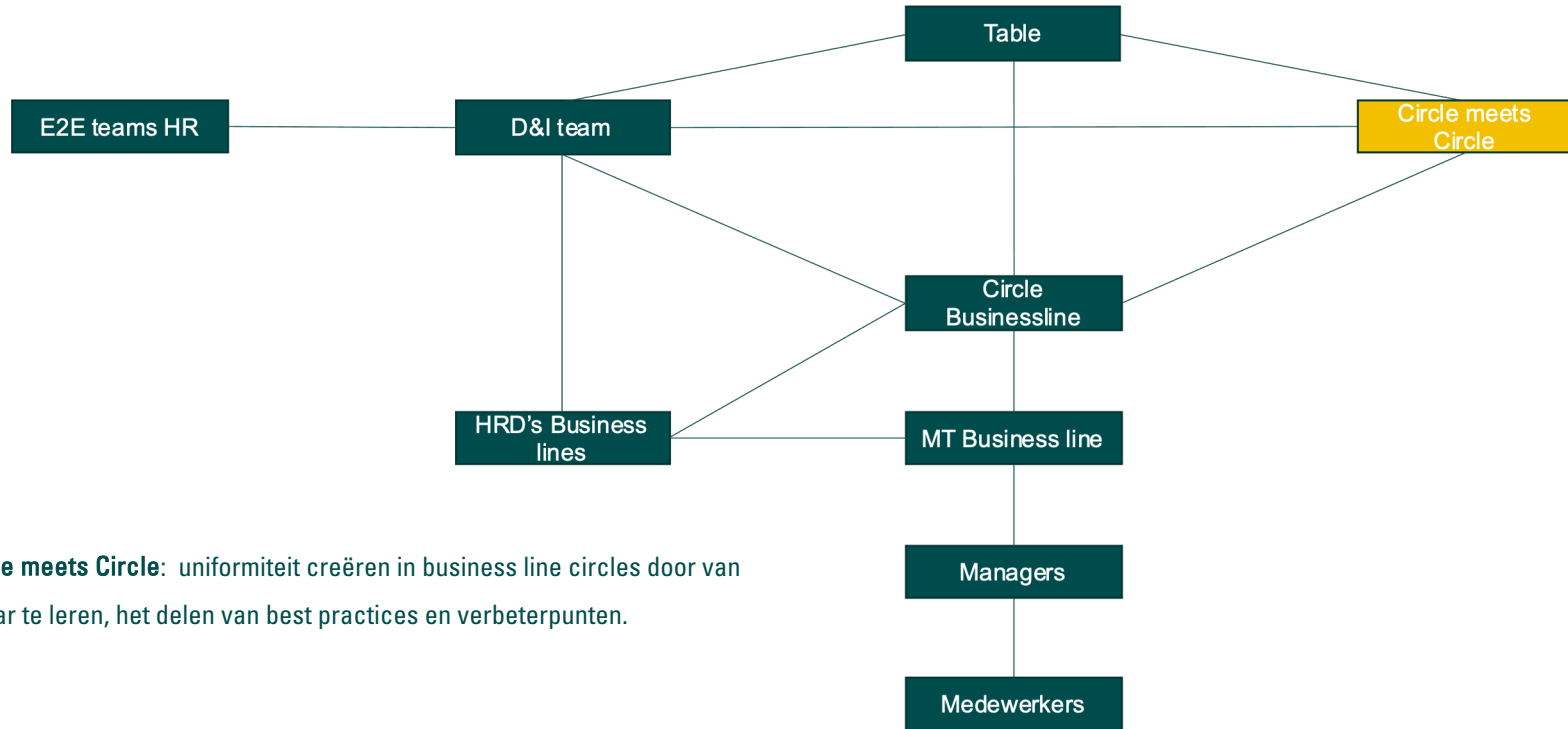 Table
E2E teams HR
D&I team
Circle meets
Circle
Circle
Businessline
HRD's Business
lines
MT Business line
e meets Circle: uniformiteit creëren in business line circles door van
ar te leren, het delen van best practices en verbeterpunten.
Managers
Medewerkers